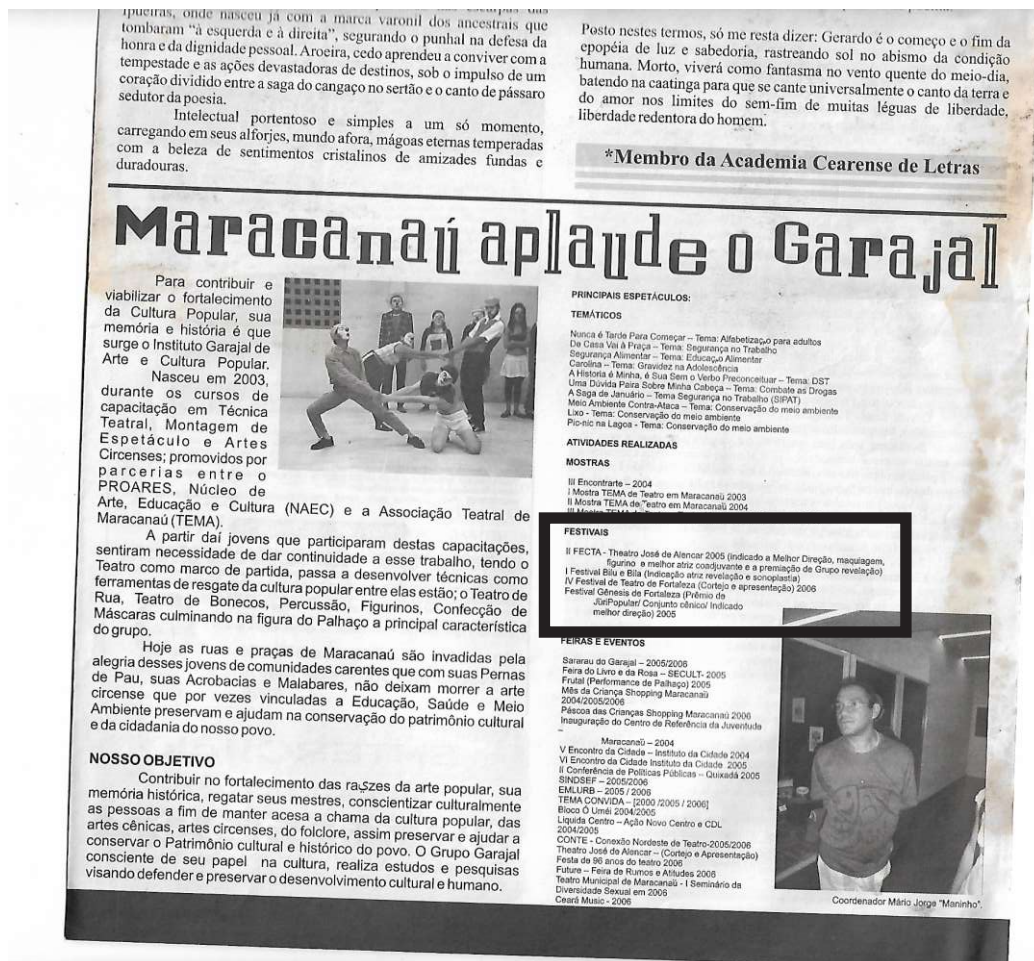 ipueiras, onde nasceu já com a marca varonil dos ancestrais que
tombaram "à esquerda e à direita", segurando o punhal na defesa da
honra e da dignidade pessoal. Aroeira, cedo aprendeu a conviver com a
tempestade e as ações devastadoras de destinos, sob o impulso de um
coração dividido entre a saga do cangaço no sertão e o canto de pássaro
sedutor da poesia.
Intelectual portentoso e simples a um só momento,
carregando em seus alforjes, mundo afora, mágoas eternas temperadas
com a beleza de sentimentos cristalinos de amizades fundas e
duradouras.
Posto nestes termos, só me resta dizer: Gerardo é o começo e o fim da
epopéia de luz e sabedoria, rastreando sol no abismo da condição
humana. Morto, viverá como fantasma no vento quente do meio-dia,
batendo na caatinga para que se cante universalmente o canto da terra e
do amor nos limites do sem-fim de muitas léguas de liberdade,
liberdade redentora do homem.
*Membro da Academia Cearense de Letras
Maracanaú aplaude o Garajal
Para contribuir e
viabilizar o fortalecimento
da Cultura Popular, sua
memória e história é que
surge o Instituto Garajal de
Arte e Cultura Popular.
Nasceu em 2003,
durante os cursos de
capacitação em Técnica
Teatral, Montagem de
Espetáculo e Artes
Circenses; promovidos por
parcerias entre o
PROARES, Núcleo de
Arte, Educação e Cultura (NAEC) e a Associação Teatral de
Maracanaú (TEMA).
A partir daí jovens que participaram destas capacitações,
sentiram necessidade de dar continuidade a esse trabalho, tendo o
Teatro como marco de partida, passa a desenvolver técnicas como
ferramentas de resgate da cultura popular entre elas estão; o Teatro de
Rua, Teatro de Bonecos, Percussão, Figurinos, Confecção de
Máscaras culminando na figura do Palhaço a principal característica
do grupo.
Hoje as ruas e praças de Maracanaú são invadidas pela
alegria desses jovens de comunidades carentes que com suas Pernas
de Pau, suas Acrobacias e Malabares, não deixam morrer a arte
circense que por vezes vinculadas a Educação, Saúde e Meio
Ambiente preservam e ajudam na conservação do patrimônio cultural
e da cidadania do nosso povo.
NOSSO OBJETIVO
Contribuir no fortalecimento das raʂzes da arte popular, sua
memória histórica, regatar seus mestres, conscientizar culturalmente
as pessoas a fim de manter acesa a chama da cultura popular, das
artes cênicas, artes circenses, do folclore, assim preservar e ajudar a
conservar o Patrimônio cultural e histórico do povo. O Grupo Garajal
consciente de seu papel na cultura, realiza estudos e pesquisas
visando defender e preservar o desenvolvimento cultural e humano.
PRINCIPAIS ESPETÁCULOS:
TEMÁTICOS
Nunca é Tarde Para Começar – Tema: Alfabetizaç̧o para adultos
De Casa Vai à Praça – Tema: Segurança no Trabalho
Segurança Alimentar – Tema: Educaç̧o Alimentar
Carolina – Tema: Gravidez na Adolescência
A Historia é Minha, é Sua Sem o Verbo Preconceituar – Tema: DST
Uma Dúvida Paira Sobre Minha Cabeça – Tema: Combate as Drogas
A Saga de Januário – Tema Segurança no Trabalho (SIPAT)
Meio Ambiente Contra-Ataca – Tema: Conservação do meio ambiente
Lixo - Tema: Conservação do meio ambiente
Pic-nic na Lagoa - Tema: Conservação do meio ambiente
ATIVIDADES REALIZADAS
MOSTRAS
III Encontrarte – 2004
I Mostra TEMA de Teatro em Maracanaú 2003
II Mostra TEMA de Teatro em Maracanaú 2004
FESTIVAIS
II FECTA - Theatro José de Alencar 2005 (indicado a Melhor Direção, maquiagem,
figurino e melhor atriz coadjuvante e a premiação de Grupo revelação)
I Festival Bilu e Bila (Indicação atriz revelação e sonoplastia)
IV Festival de Teatro de Fortaleza (Cortejo e apresentação) 2006
Festival Gênesis de Fortaleza (Prêmio de
JüriPopular/ Conjunto cênico/ Indicado
melhor direção) 2005
FEIRAS E EVENTOS
Sararau do Garajal – 2005/2006
Feira do Livro e da Rosa – SECULT- 2005
Frutal (Performance de Palhaço) 2005
Mês da Criança Shopping Maracanaü
2004/2005/2006
Páscoa das Crianças Shopping Maracanaü 2006
Inauguração do Centro de Referência da Juventude
–
Maracanaü – 2004
V Encontro da Cidade – Instituto da Cidade 2004
VI Encontro da Cidade Instituto da Cidade 2005
II Conferência de Políticas Públicas – Quixadá 2005
SINDSEF – 2005/2006
EMLURB – 2005 / 2006
TEMA CONVIDA – [2000 /2005 / 2006]
Bloco Ô Uméi 2004/2005
Liquida Centro – Ação Novo Centro e CDL
2004/2005
CONTE - Conexão Nordeste de Teatro-2005/2006
Theatro José de Alencar – (Cortejo e Apresentação)
Festa de 96 anos do teatro 2006
Future – Feira de Rumos e Atitudes 2006
Teatro Municipal de Maracanaü - I Seminário da
Diversidade Sexual em 2006
Ceará Music - 2006
Coordenador Mário Jorge "Maninho".